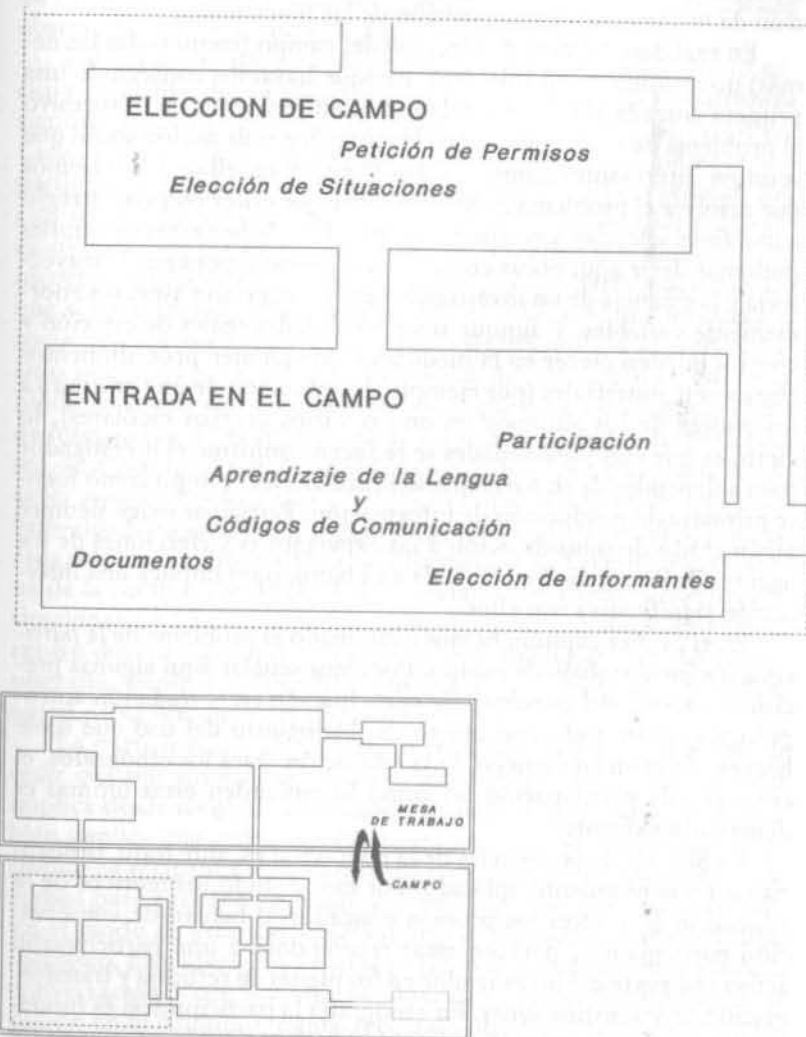 ELECCION DE CAMPO
Petición de Permisos
Elección de Situaciones
ENTRADA EN EL CAMPO
Participación
Aprendizaje de la Lengua
y
Códigos de Comunicación
Documentos
Elección de Informantes
MESA
DE TRABAJO
CAMPO